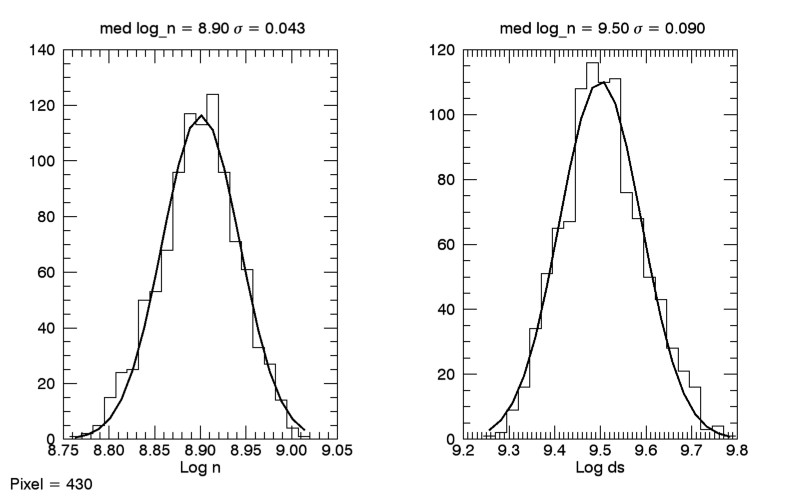 med log_n = 8.90 σ = 0.043
140
120
100
80
60
40
20
0
8.75 8.80 8.85 8.90 8.95 9.00 9.05
Log n
med log_n = 9.50 σ = 0.090
120
100
80
60
40
20
0
9.2 9.3 9.4 9.5 9.6 9.7 9.8
Log ds
Pixel = 430